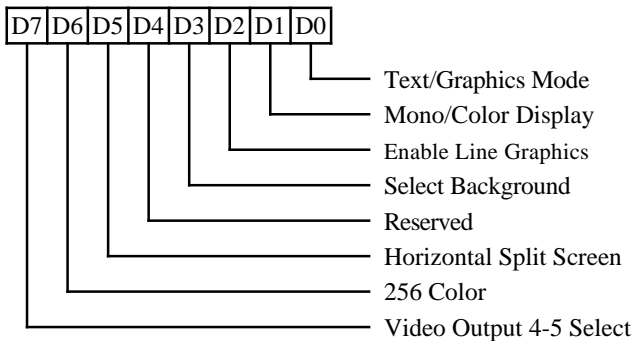 D7 D6 D5 D4 D3 D2 D1 D0
Text/Graphics Mode
Mono/Color Display
Enable Line Graphics
Select Background
Reserved
Horizontal Split Screen
256 Color
Video Output 4-5 Select